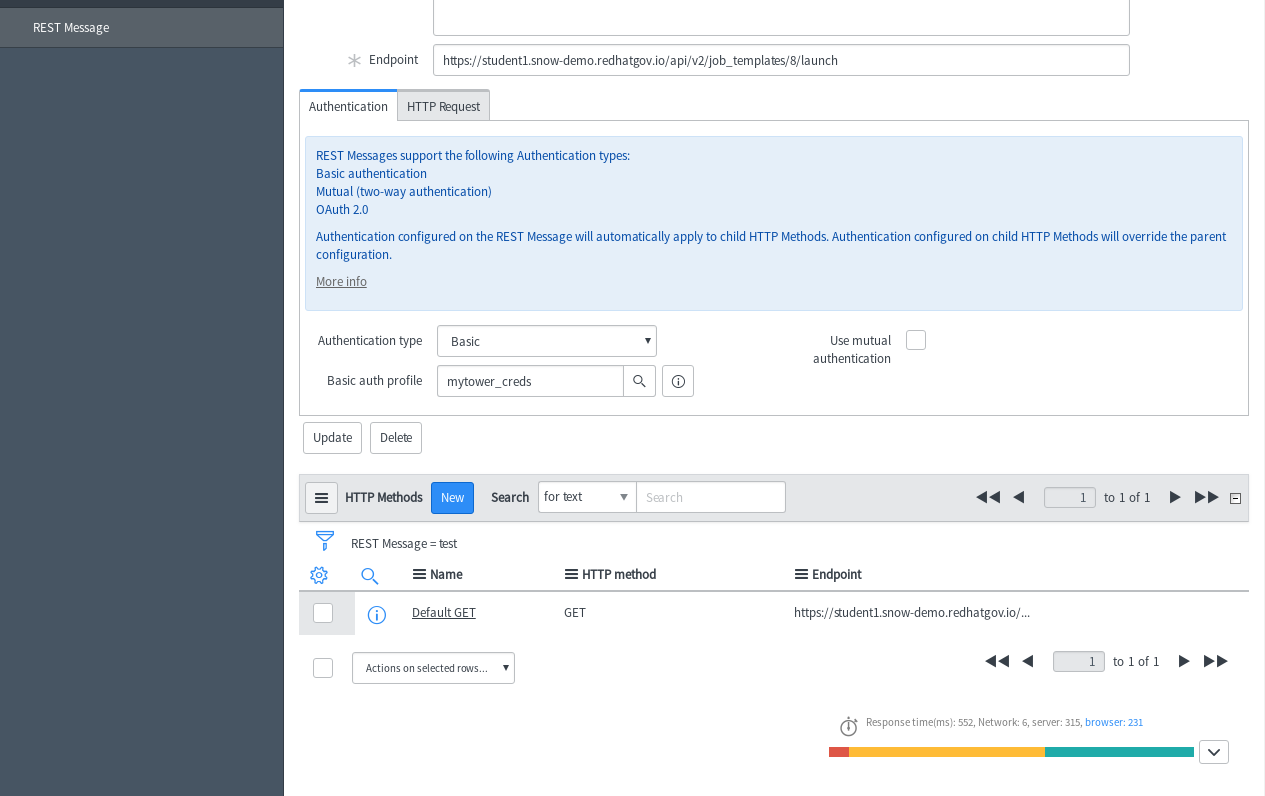 REST Message
Endpoint https://student1.snow-demo.redhatgov.io/api/v2/job_templates/8/launch
Authentication HTTP Request
REST Messages support the following Authentication types:
Basic authentication
Mutual (two-way authentication)
OAuth 2.0
Authentication configured on the REST Message will automatically apply to child HTTP Methods. Authentication configured on child HTTP Methods will override the parent
configuration.
More info
Authentication type Basic Use mutual
authentication
Basic auth profile mytower_creds
Update Delete
HTTP Methods New Search for text Search 1 to 1 of 1
REST Message = test
Name HTTP method Endpoint
Default GET GET https://student1.snow-demo.redhatgov.io/...
Actions on selected rows... 1 to 1 of 1
Response time(ms): 552, Network: 6, server: 315, browser: 231